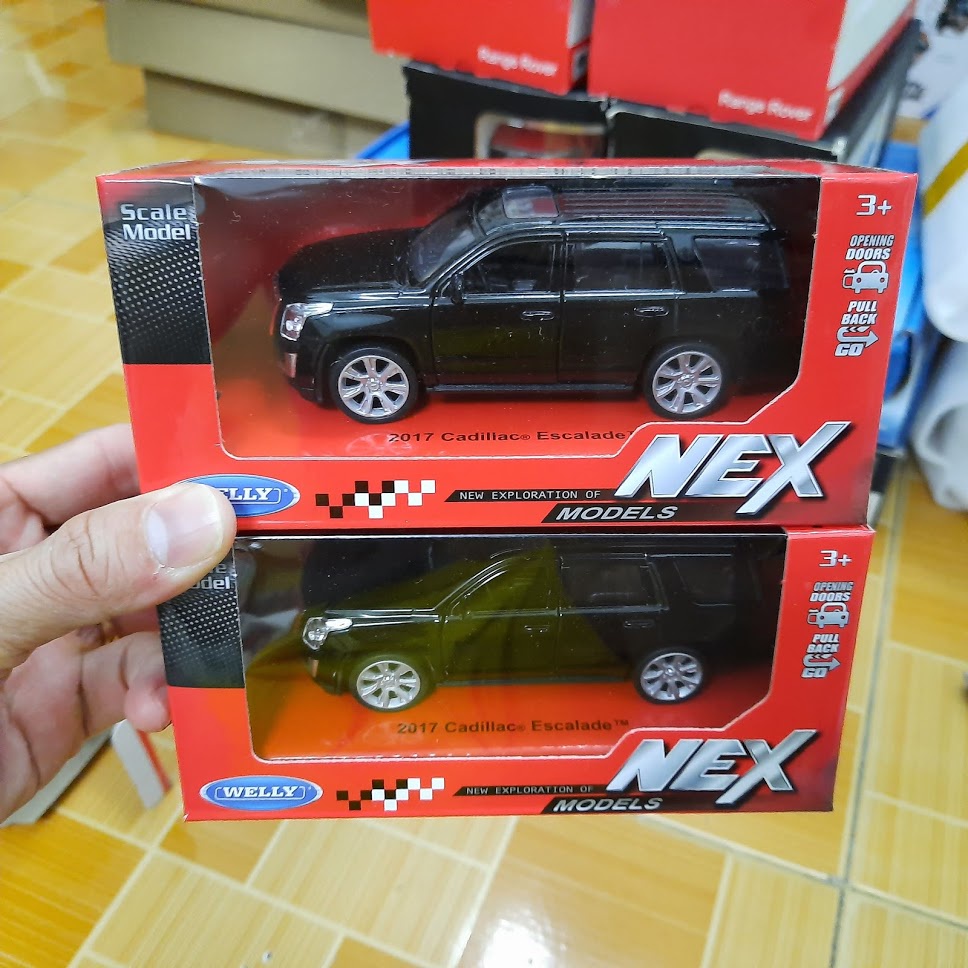 Range Rover
Range Rover
Scale
Model
3+
OPENING
DOORS
PULL
BACK
GO
2017 Cadillac® Escalade™
WELLY
NEW EXPLORATION OF
NEX
MODELS
3+
OPENING
DOORS
PULL
BACK
GO
2017 Cadillac® Escalade™
WELLY
NEW EXPLORATION OF
NEX
MODELS